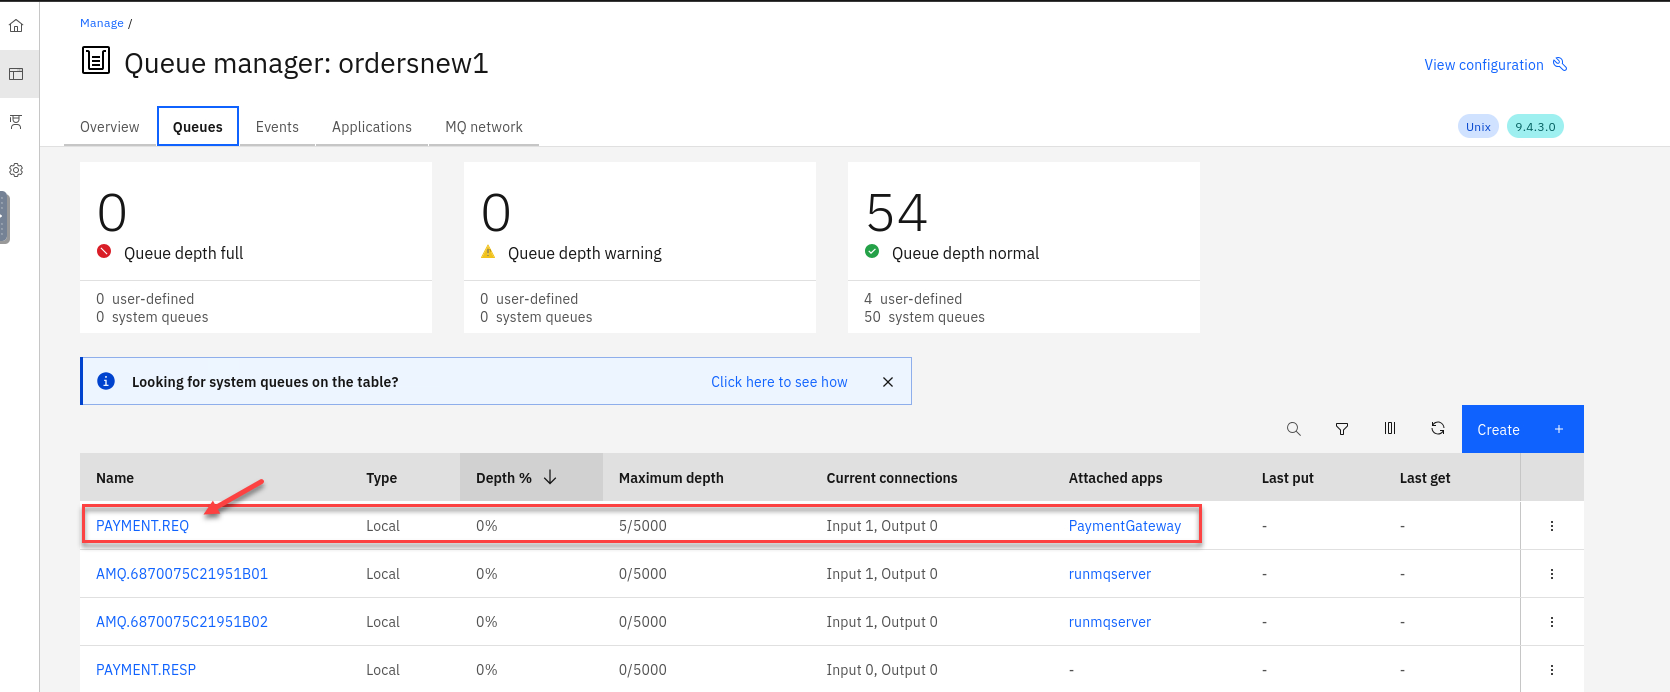 Manage /
Queue manager: ordersnew1
View configuration
Overview Queues Events Applications MQ network
Unix 9.4.3.0
0 0 54
Queue depth full Queue depth warning Queue depth normal
0 user-defined 0 user-defined 4 user-defined
0 system queues 0 system queues 50 system queues
Looking for system queues on the table? Click here to see how
Create +
Name Type Depth % Maximum depth Current connections Attached apps Last put Last get
PAYMENT.REQ Local 0% 5/5000 Input 1, Output 0 PaymentGateway - -
AMQ.6870075C21951B01 Local 0% 0/5000 Input 1, Output 0 runmqserver - -
AMQ.6870075C21951B02 Local 0% 0/5000 Input 1, Output 0 runmqserver - -
PAYMENT.RESP Local 0% 0/5000 Input 0, Output 0 - - -